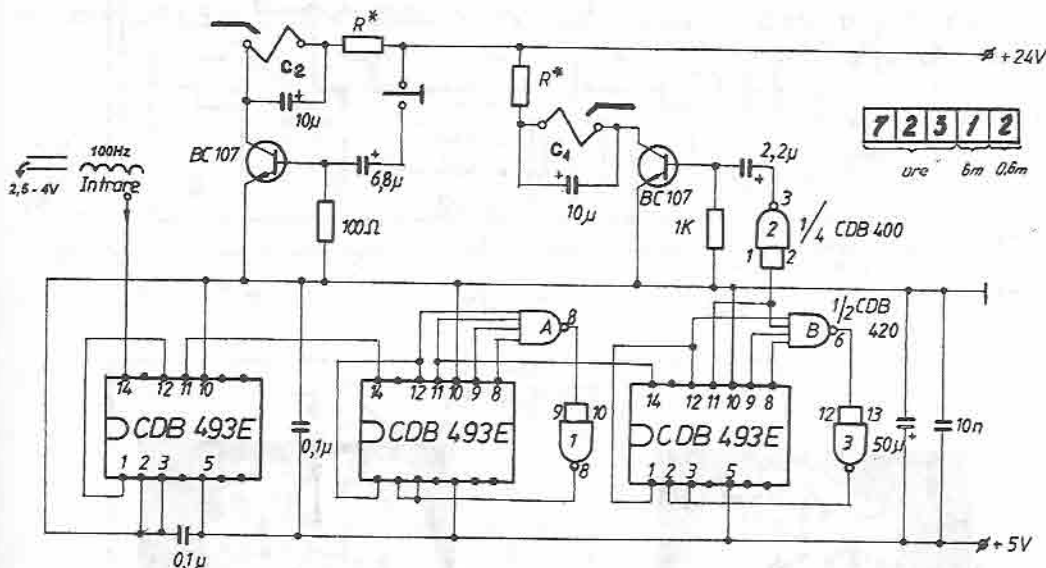 R*
+24V
C2
10µ
R*
BC107
100Hz
Intrare
2,5-4V
6,8µ
100Ω
C4
10µ
BC107
2,2µ
1K
3
2
1/4 CDB 400
1 2
7 2 3 1 2
ore 6m 0,6m
A
8
B
6
1/2 CDB
420
14 12 11 10
CDB 493E
1 2 3 5
0,1µ
0,1µ
14 12 11 10 9 8
CDB 493E
9 10
1
8
14 12 11 10 9 8
CDB 493E
1 2 3 5
12 13
3
50µ
10n
+5V